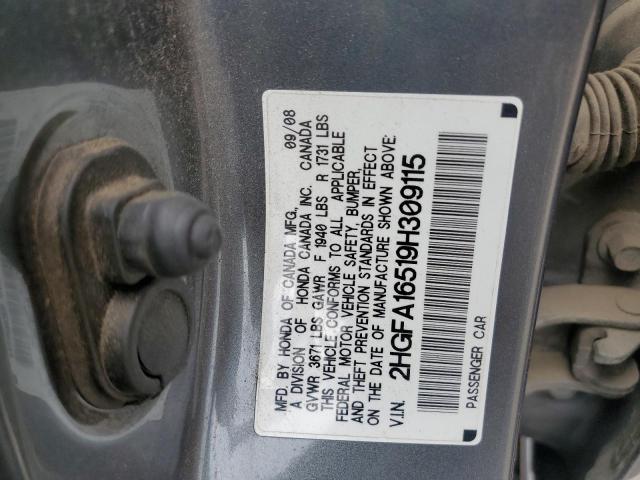 MFD. BY HONDA OF CANADA MFG., 09/08
A DIVISION OF HONDA CANADA INC. CANADA
GVWR 3671 LBS GAWR F 1940 LBS R 1731 LBS
THIS VEHICLE CONFORMS TO ALL APPLICABLE
FEDERAL MOTOR VEHICLE SAFETY, BUMPER,
AND THEFT PREVENTION STANDARDS IN EFFECT
ON THE DATE OF MANUFACTURE SHOWN ABOVE.
V.I.N. 2HGFA16519H309115
PASSENGER CAR